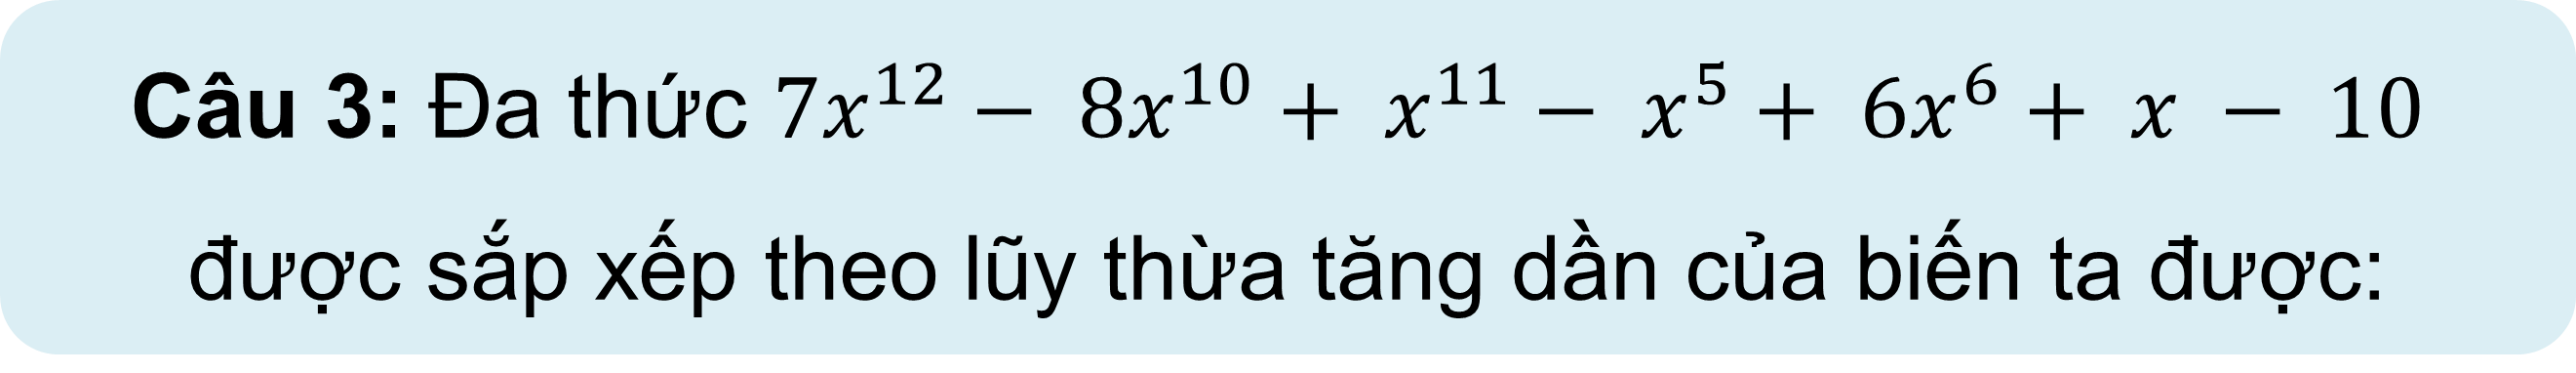 Câu 3: Đa thức 7x¹² − 8x¹⁰ + x¹¹ − x⁵ + 6x⁶ + x − 10
được sắp xếp theo lũy thừa tăng dần của biến ta được: